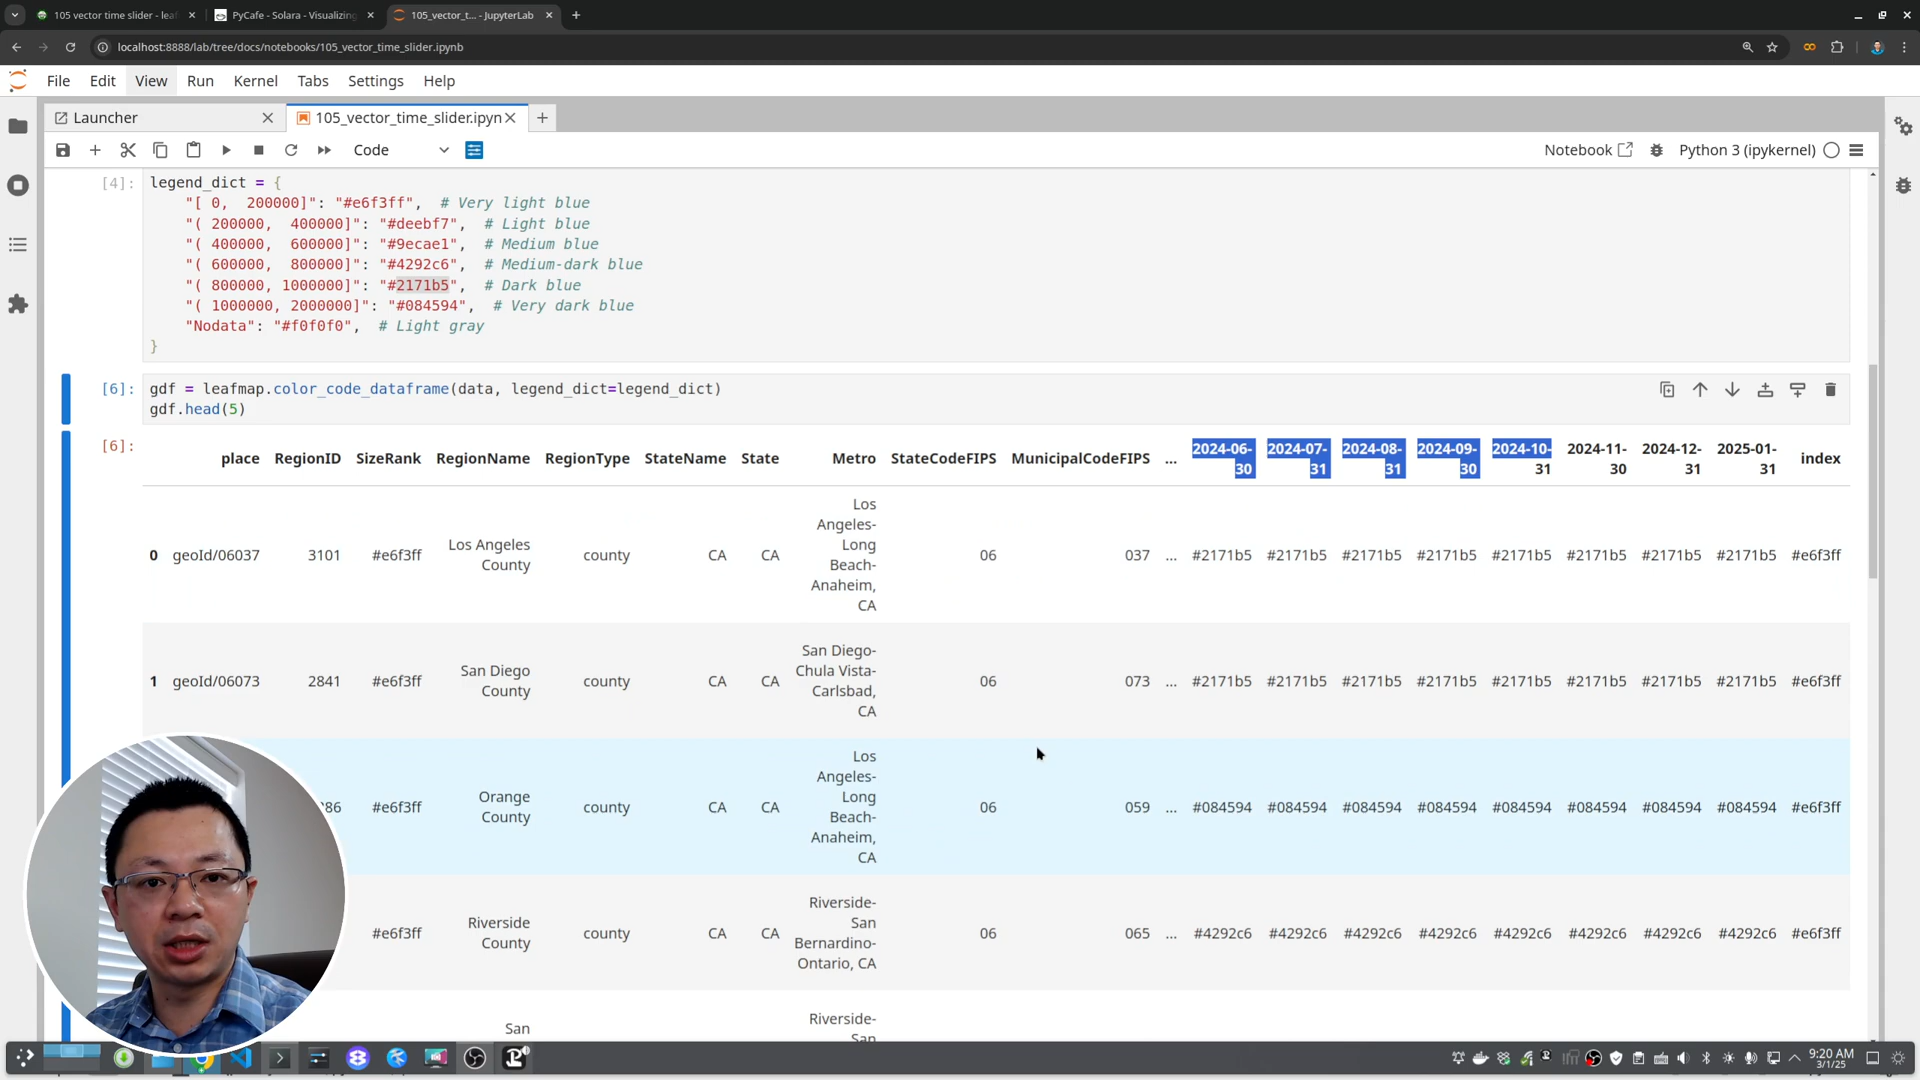 105 vector time slider - leaf
PyCafe - Solara - Visualizing
105_vector_t... - JupyterLab
localhost:8888/lab/tree/docs/notebooks/105_vector_time_slider.ipynb
File Edit View Run Kernel Tabs Settings Help
Launcher
105_vector_time_slider.ipyn
Code
Notebook
Python 3 (ipykernel)
[4]:
legend_dict = {
"[ 0, 200000]": "#e6f3ff", # Very light blue
"( 200000, 400000]": "#deebf7", # Light blue
"( 400000, 600000]": "#9ecae1", # Medium blue
"( 600000, 800000]": "#4292c6", # Medium-dark blue
"( 800000, 1000000]": "#2171b5", # Dark blue
"( 1000000, 2000000]": "#084594", # Very dark blue
"Nodata": "#f0f0f0", # Light gray
}
[6]:
gdf = leafmap.color_code_dataframe(data, legend_dict=legend_dict)
gdf.head(5)
[6]:
place RegionID SizeRank RegionName RegionType StateName State Metro StateCodeFIPS MunicipalCodeFIPS ... 2024-06-30 2024-07-31 2024-08-31 2024-09-30 2024-10-31 2024-11-30 2024-12-31 2025-01-31 index
0 geoId/06037 3101 #e6f3ff Los Angeles County county CA CA Los Angeles-Long Beach-Anaheim, CA 06 037 ... #2171b5 #2171b5 #2171b5 #2171b5 #2171b5 #2171b5 #2171b5 #2171b5 #e6f3ff
1 geoId/06073 2841 #e6f3ff San Diego County county CA CA San Diego-Chula Vista-Carlsbad, CA 06 073 ... #2171b5 #2171b5 #2171b5 #2171b5 #2171b5 #2171b5 #2171b5 #2171b5 #e6f3ff
86 #e6f3ff Orange County county CA CA Los Angeles-Long Beach-Anaheim, CA 06 059 ... #084594 #084594 #084594 #084594 #084594 #084594 #084594 #084594 #e6f3ff
#e6f3ff Riverside County county CA CA Riverside-San Bernardino-Ontario, CA 06 065 ... #4292c6 #4292c6 #4292c6 #4292c6 #4292c6 #4292c6 #4292c6 #4292c6 #e6f3ff
San Riverside-San
9:20 AM
3/1/25